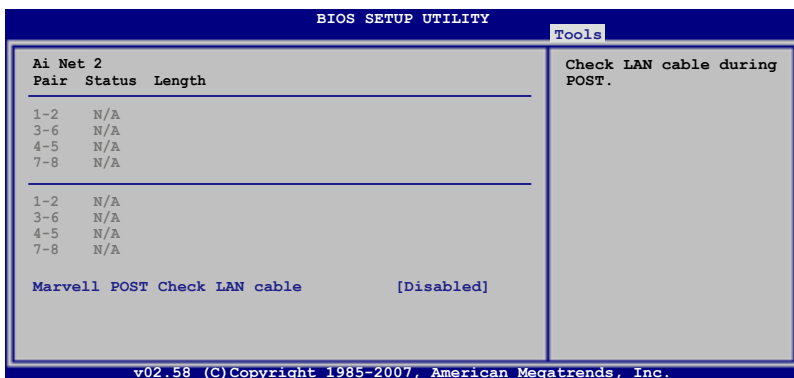 BIOS SETUP UTILITY
Tools
Ai Net 2
Pair Status Length
1-2 N/A
3-6 N/A
4-5 N/A
7-8 N/A
1-2 N/A
3-6 N/A
4-5 N/A
7-8 N/A
Marvell POST Check LAN cable [Disabled]
Check LAN cable during
POST.
v02.58 (C)Copyright 1985-2007, American Megatrends, Inc.